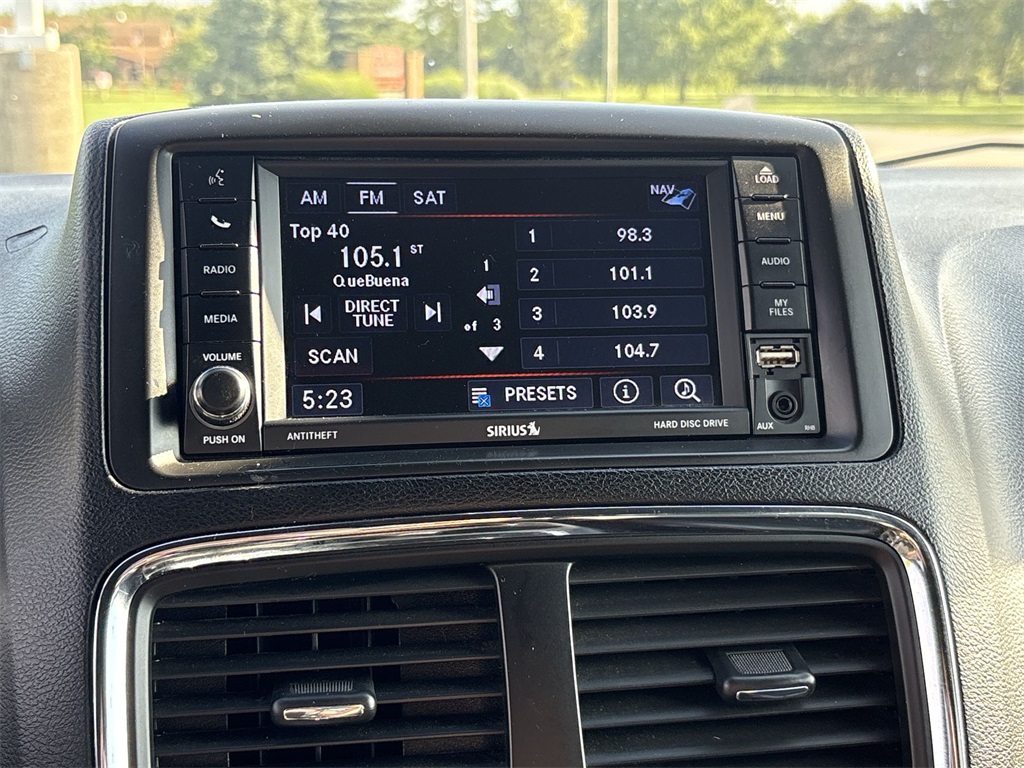 LOAD
AM FM SAT NAV
MENU
Top 40
1 98.3
105.1 ST
QueBuena
1
2 101.1
RADIO
AUDIO
DIRECT
TUNE
3 103.9
MY
FILES
MEDIA
of 3
SCAN
4 104.7
VOLUME
5:23
PRESETS
i
PUSH ON
ANTITHEFT
SIRIUS
HARD DISC DRIVE
AUX
RHB